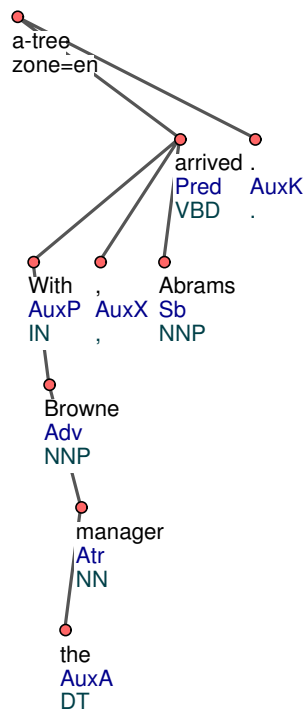 a-tree
zone=en
arrived .
Pred AuxK
VBD .
With , Abrams
AuxP AuxX Sb
IN , NNP
Browne
Adv
NNP
manager
Atr
NN
the
AuxA
DT